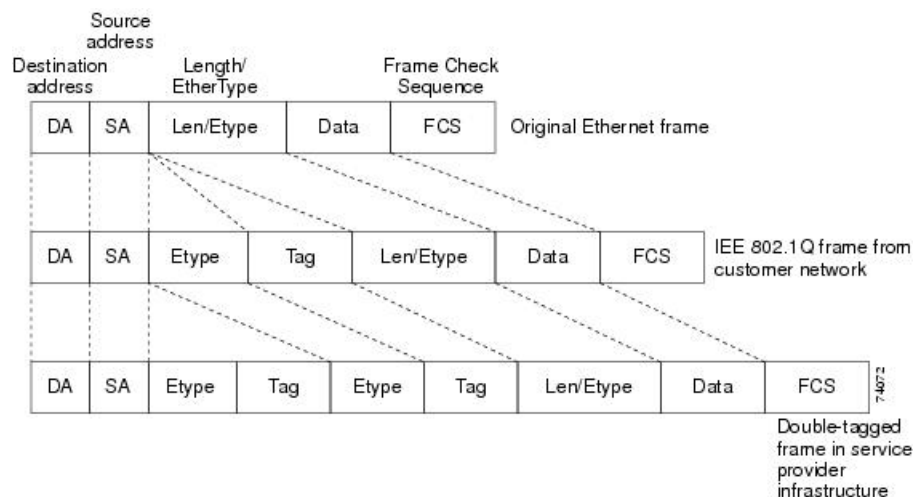 Source
address
Destination
address
Length/
EtherType
Frame Check
Sequence
DA SA Len/Etype Data FCS Original Ethernet frame
DA SA Etype Tag Len/Etype Data FCS
IEE 802.1Q frame from
customer network
DA SA Etype Tag Etype Tag Len/Etype Data FCS
74072
Double-tagged
frame in service
provider
infrastructure